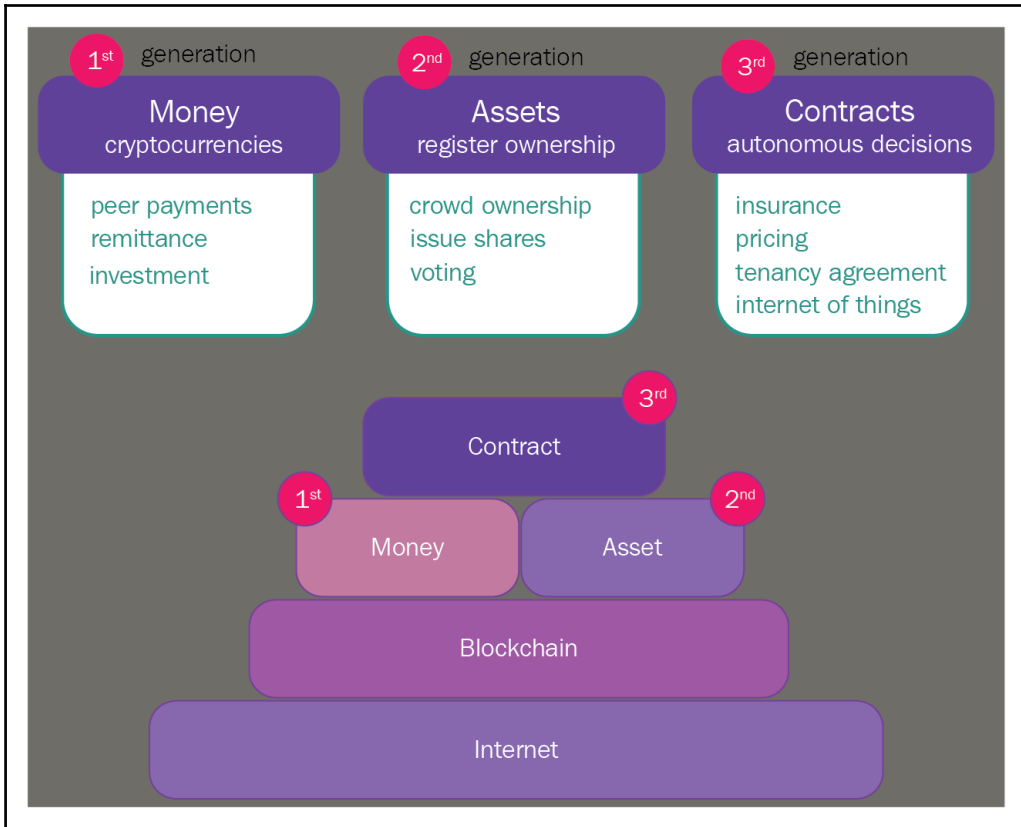 1st generation
Money
cryptocurrencies
peer payments
remittance
investment
2nd generation
Assets
register ownership
crowd ownership
issue shares
voting
3rd generation
Contracts
autonomous decisions
insurance
pricing
tenancy agreement
internet of things
3rd
Contract
1st
Money
2nd
Asset
Blockchain
Internet